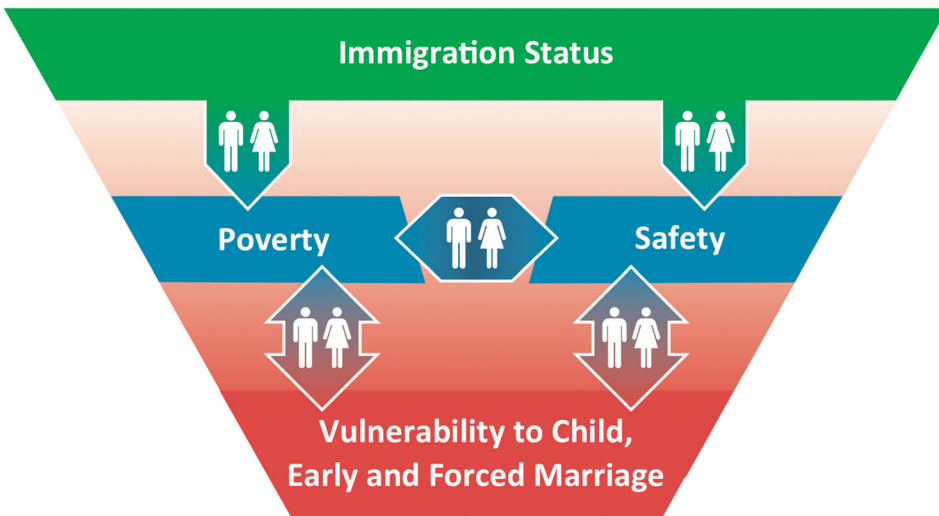 Immigration Status
Poverty
Safety
Vulnerability to Child,
Early and Forced Marriage